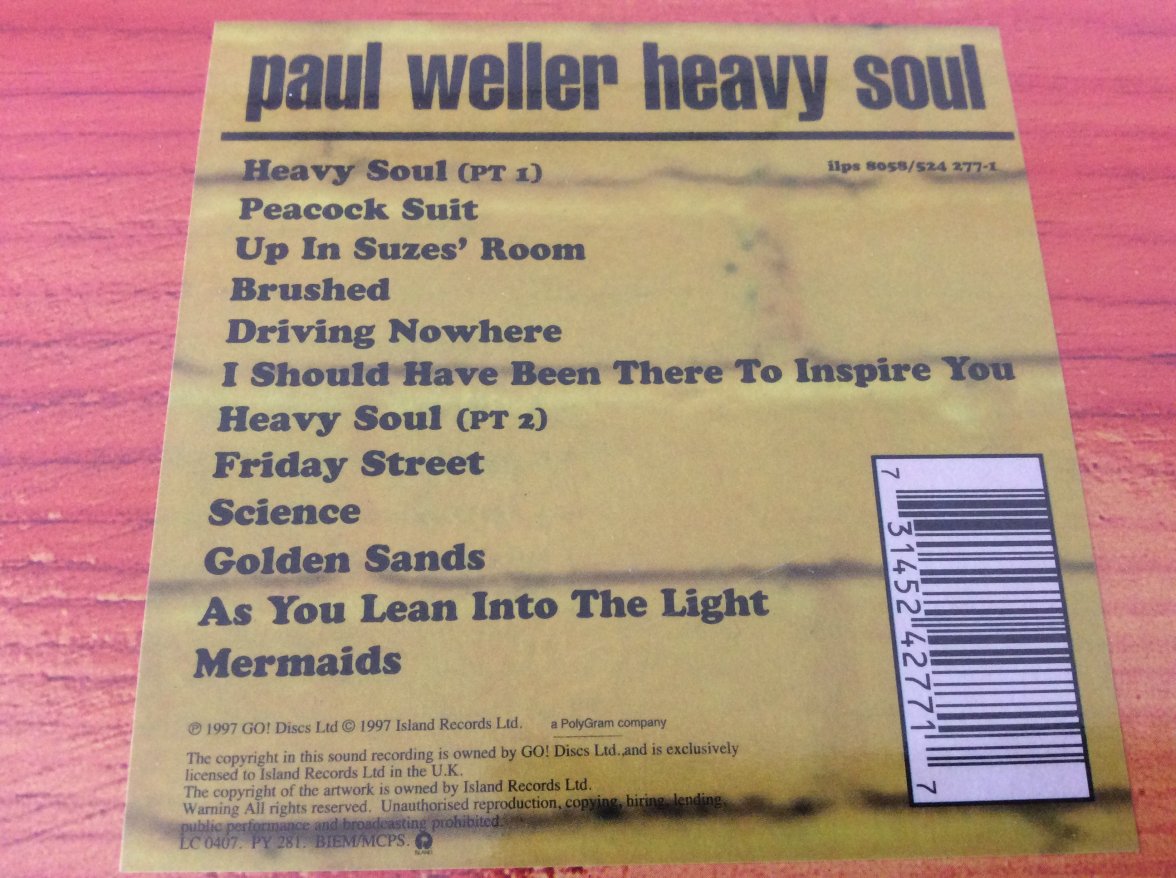 paul weller heavy soul
ilps 8058/524 277-1
Heavy Soul (PT 1)
Peacock Suit
Up In Suzes' Room
Brushed
Driving Nowhere
I Should Have Been There To Inspire You
Heavy Soul (PT 2)
Friday Street
Science
Golden Sands
As You Lean Into The Light
Mermaids
7 31452 42771 7
℗ 1997 GO! Discs Ltd © 1997 Island Records Ltd. a PolyGram company
The copyright in this sound recording is owned by GO! Discs Ltd.,and is exclusively
licensed to Island Records Ltd in the U.K.
The copyright of the artwork is owned by Island Records Ltd.
Warning All rights reserved. Unauthorised reproduction, copying, hiring, lending,
public performance and broadcasting prohibited.
LC 0407. PY 281. BIEM/MCPS.
ISLAND